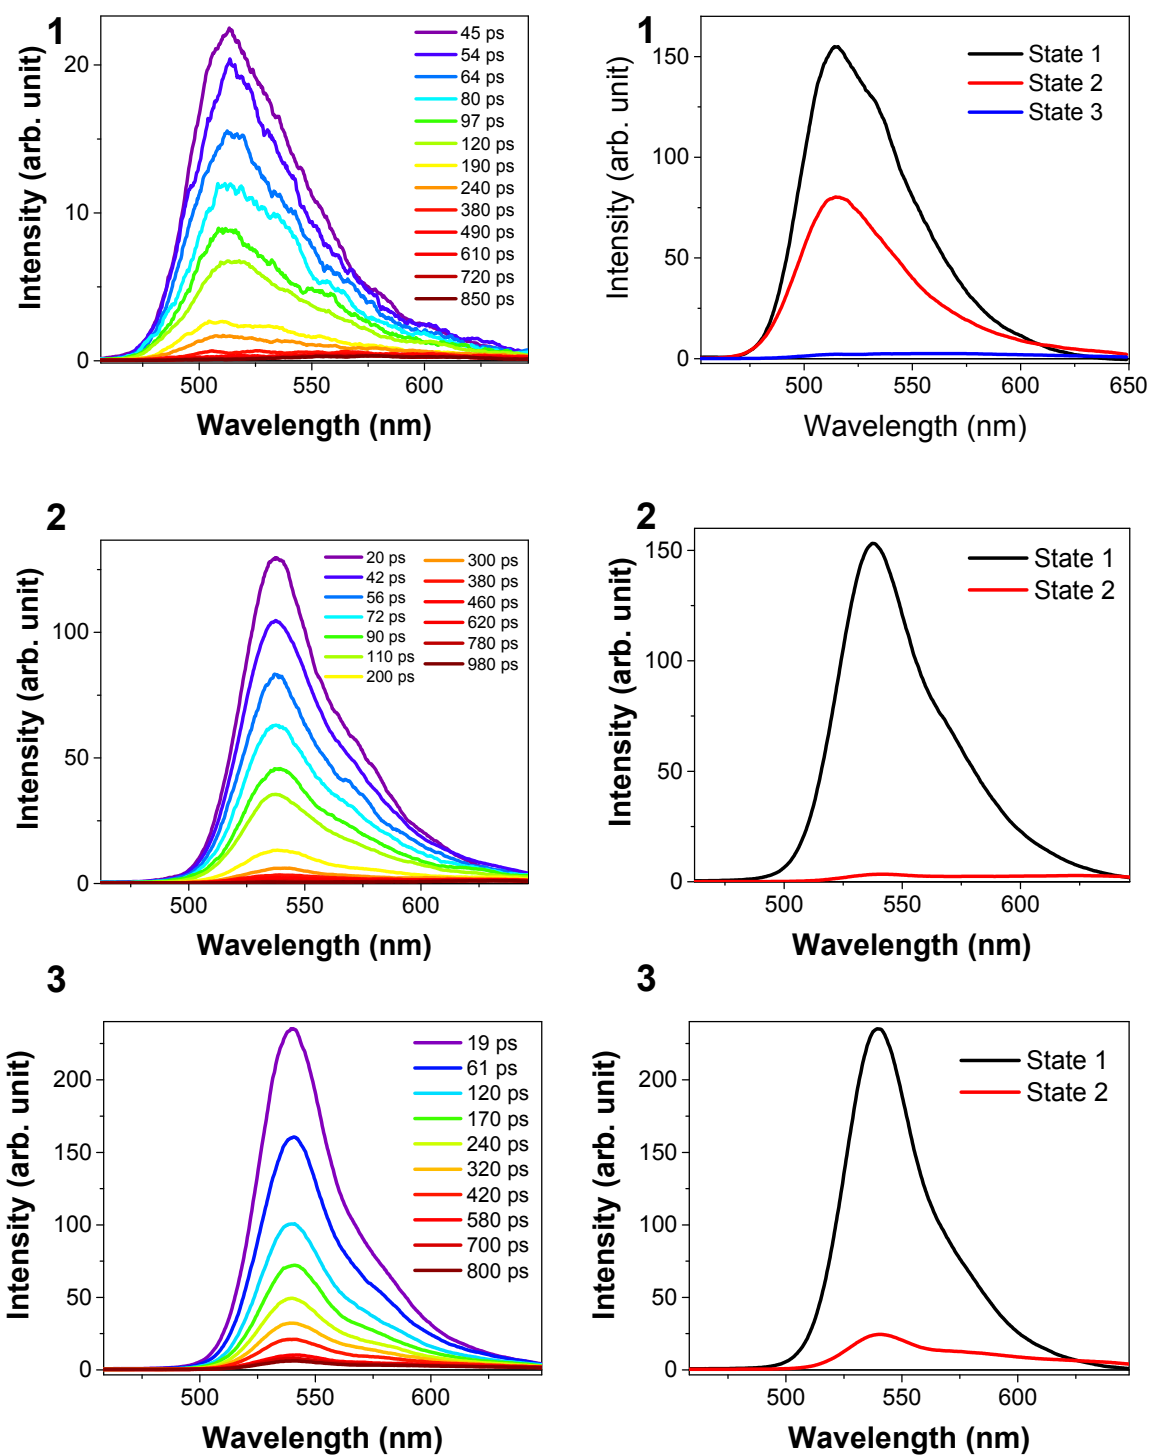 1
Intensity (arb. unit)
20
10
0
45 ps
54 ps
64 ps
80 ps
97 ps
120 ps
190 ps
240 ps
380 ps
490 ps
610 ps
720 ps
850 ps
500
550
600
Wavelength (nm)
1
Intensity (arb. unit)
150
100
50
0
State 1
State 2
State 3
500
550
600
650
Wavelength (nm)
2
Intensity (arb. unit)
100
50
0
20 ps
42 ps
56 ps
72 ps
90 ps
110 ps
200 ps
300 ps
380 ps
460 ps
620 ps
780 ps
980 ps
500
550
600
Wavelength (nm)
2
Intensity (arb. unit)
150
100
50
0
State 1
State 2
500
550
600
Wavelength (nm)
3
Intensity (arb. unit)
200
150
100
50
0
19 ps
61 ps
120 ps
170 ps
240 ps
320 ps
420 ps
580 ps
700 ps
800 ps
500
550
600
Wavelength (nm)
3
Intensity (arb. unit)
200
150
100
50
0
State 1
State 2
500
550
600
Wavelength (nm)